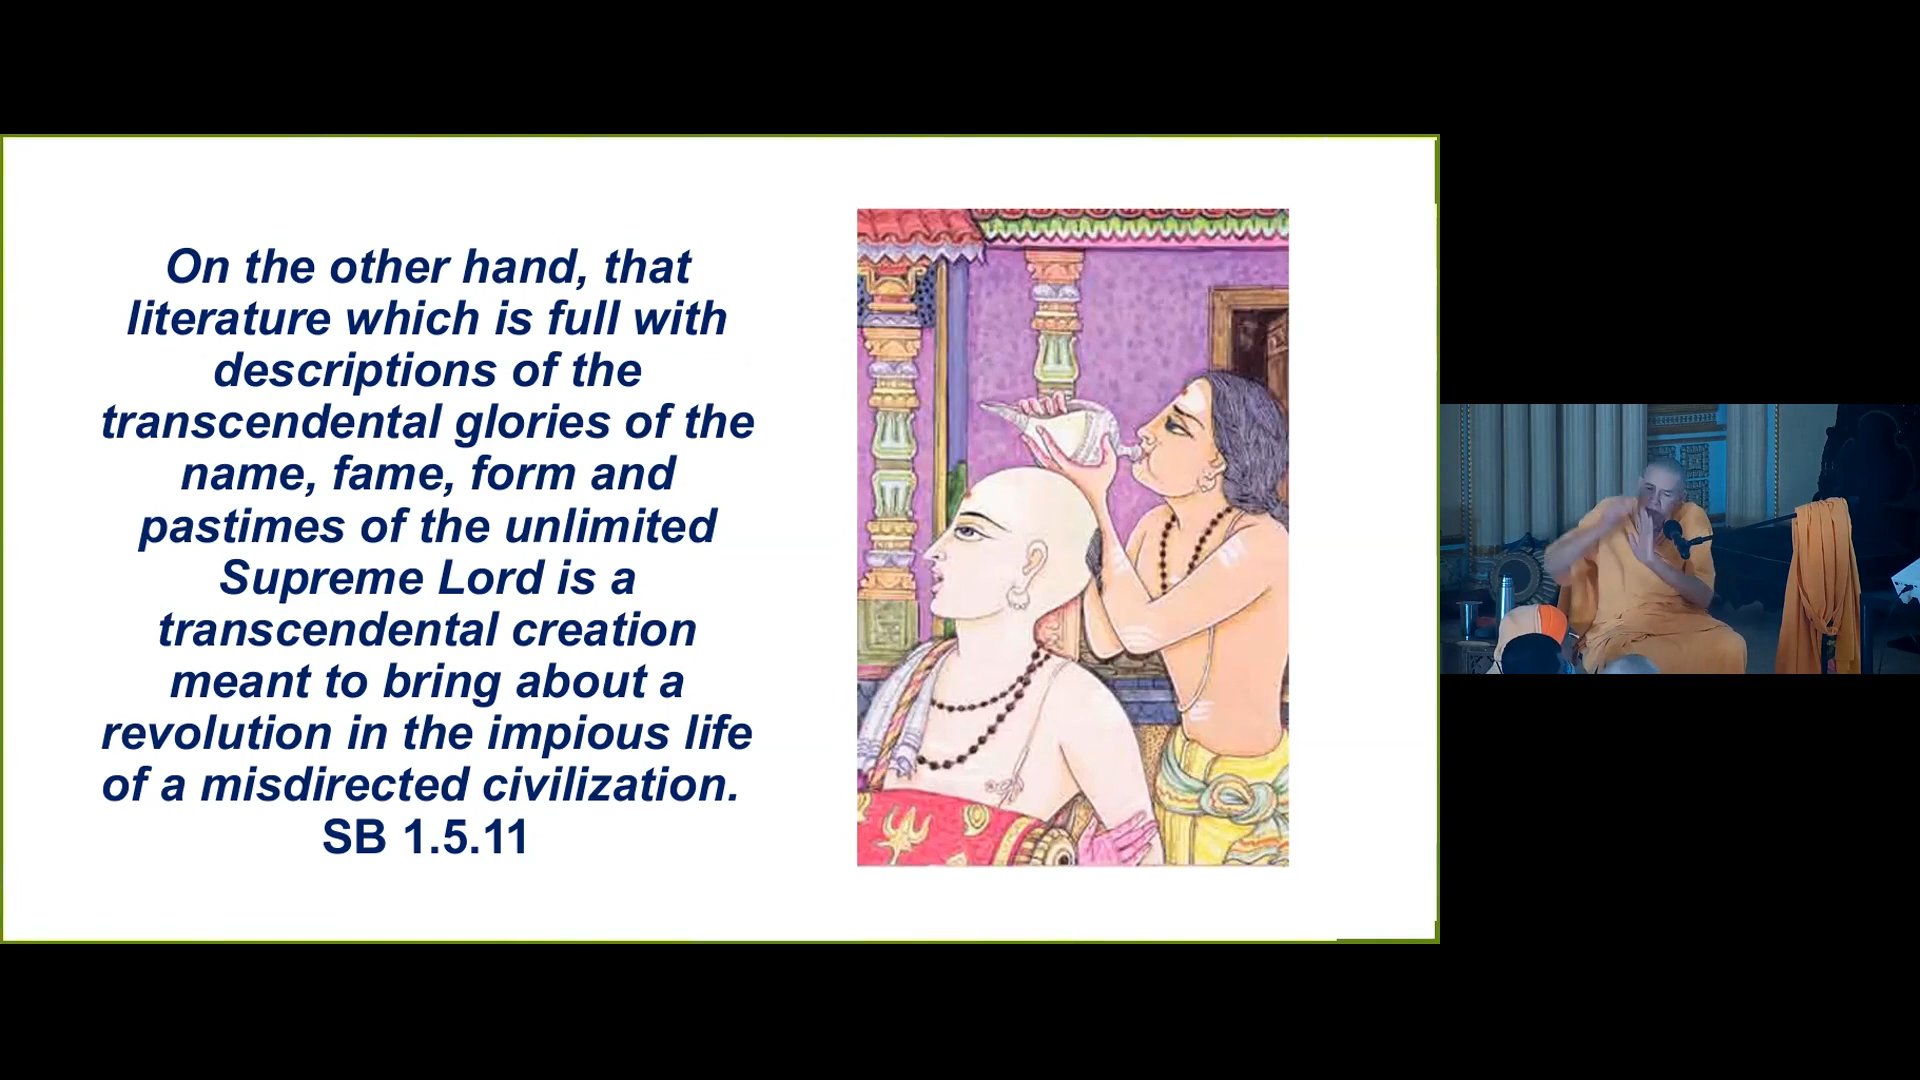 On the other hand, that
literature which is full with
descriptions of the
transcendental glories of the
name, fame, form and
pastimes of the unlimited
Supreme Lord is a
transcendental creation
meant to bring about a
revolution in the impious life
of a misdirected civilization.
SB 1.5.11